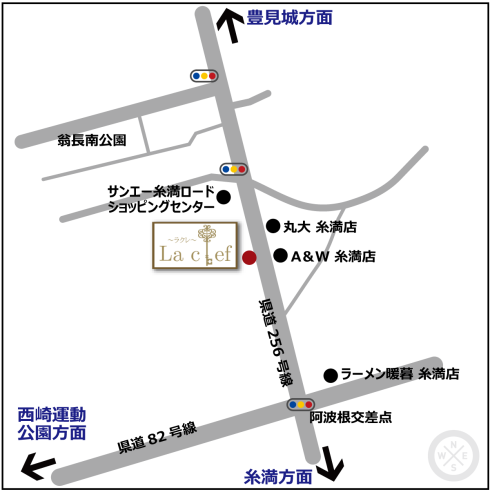 豊見城方面
翁長南公園
サンエー糸満ロード
ショッピングセンター
丸大 糸満店
～ラクレ～
La clef
A&W 糸満店
県道 256 号線
ラーメン暖暮 糸満店
西崎運動
公園方面
阿波根交差点
県道 82 号線
糸満方面
N
W E
S